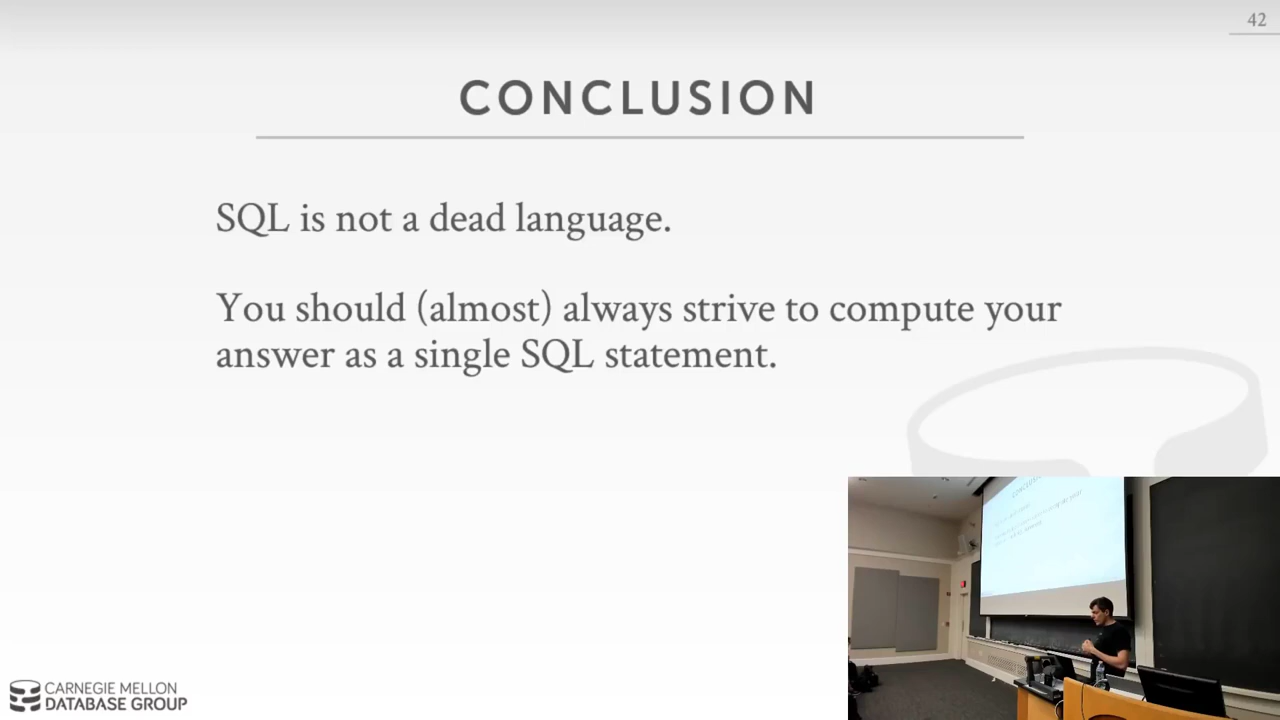 42
CONCLUSION
SQL is not a dead language.
You should (almost) always strive to compute your
answer as a single SQL statement.
CONCLUSION
CARNEGIE MELLON
DATABASE GROUP